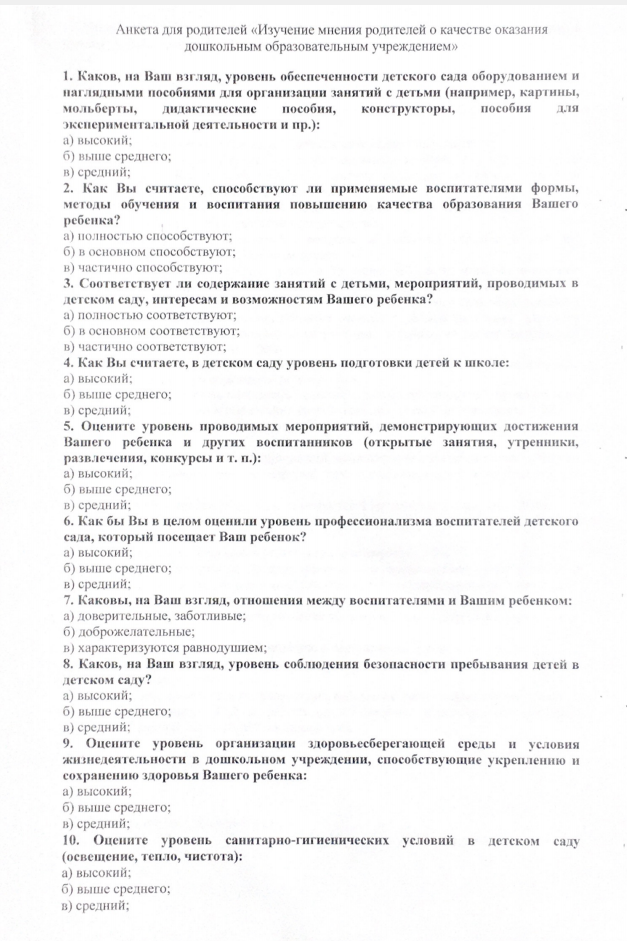 Анкета для родителей «Изучение мнения родителей о качестве оказания
дошкольным образовательным учреждением»
1. Каков, на Ваш взгляд, уровень обеспеченности детского сада оборудованием и
наглядными пособиями для организации занятий с детьми (например, картины,
мольберты, дидактические пособия, конструкторы, пособия для
экспериментальной деятельности и пр.):
а) высокий;
б) выше среднего;
в) средний;
2. Как Вы считаете, способствуют ли применяемые воспитателями формы,
методы обучения и воспитания повышению качества образования Вашего
ребенка?
а) полностью способствуют;
б) в основном способствуют;
в) частично способствуют;
3. Соответствует ли содержание занятий с детьми, мероприятий, проводимых в
детском саду, интересам и возможностям Вашего ребенка?
а) полностью соответствуют;
б) в основном соответствуют;
в) частично соответствуют;
4. Как Вы считаете, в детском саду уровень подготовки детей к школе:
а) высокий;
б) выше среднего;
в) средний;
5. Оцените уровень проводимых мероприятий, демонстрирующих достижения
Вашего ребенка и других воспитанников (открытые занятия, утренники,
развлечения, конкурсы и т. п.):
а) высокий;
б) выше среднего;
в) средний;
6. Как бы Вы в целом оценили уровень профессионализма воспитателей детского
сада, который посещает Ваш ребенок?
а) высокий;
б) выше среднего;
в) средний;
7. Каковы, на Ваш взгляд, отношения между воспитателями и Вашим ребенком:
а) доверительные, заботливые;
б) доброжелательные;
в) характеризуются равнодушием;
8. Каков, на Ваш взгляд, уровень соблюдения безопасности пребывания детей в
детском саду?
а) высокий;
б) выше среднего;
в) средний;
9. Оцените уровень организации здоровьесберегающей среды и условия
жизнедеятельности в дошкольном учреждении, способствующие укреплению и
сохранению здоровья Вашего ребенка:
а) высокий;
б) выше среднего;
в) средний;
10. Оцените уровень санитарно-гигиенических условий в детском саду
(освещение, тепло, чистота):
а) высокий;
б) выше среднего;
в) средний;